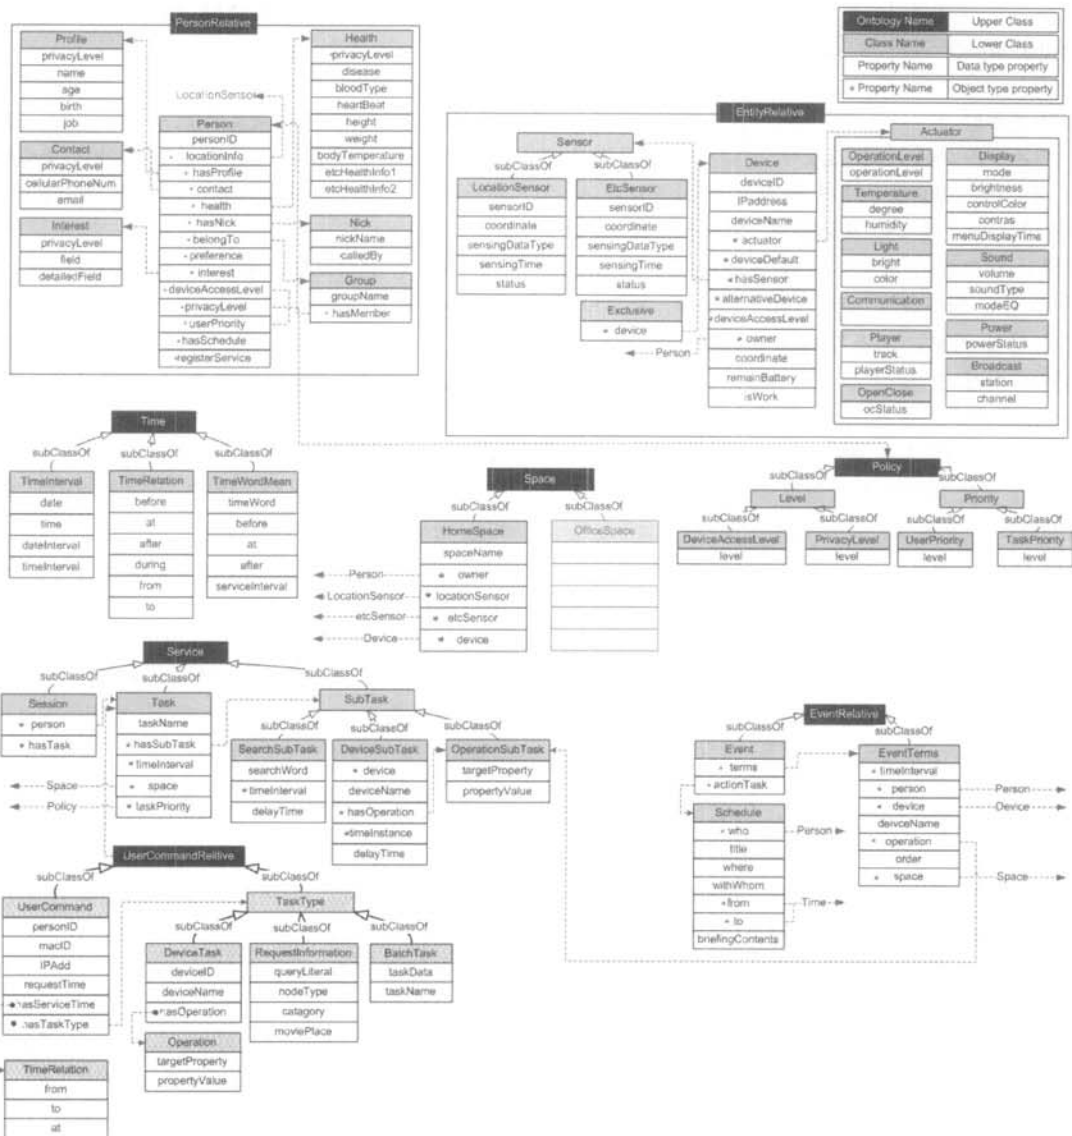 PersonRelative
Profile
privacyLevel
name
age
birth
job
Contact
privacyLevel
cellularPhoneNum
email
Interest
privacyLevel
field
detailedField
LocationSensor
Person
personID
locationInfo
* hasProfile
* contact
* health
* hasNick
* belongTo
* preference
* interest
*deviceAccessLevel
*privacyLevel
*userPriority
*hasSchedule
*registerService
Health
*privacyLevel
disease
bloodType
heartBeat
height
weight
bodyTemperature
etcHealthInfo1
etcHealthInfo2
Nick
nickName
calledBy
Group
groupName
* hasMember
Ontology Name Upper Class
Class Name Lower Class
Property Name Data type property
* Property Name Object type property
EntityRelative
Sensor
subClassOf subClassOf
LocationSensor
sensorID
coordinate
sensingDataType
sensingTime
status
EtcSensor
sensorID
coordinate
sensingDataType
sensingTime
status
Exclusive
* device
Person
Device
deviceID
IPaddress
deviceName
* actuator
* deviceDefault
* hasSensor
*alternativeDevice
*deviceAccessLevel
* owner
coordinate
remainBattery
isWork
Actuator
OperationLevel
operationLevel
Temperature
degree
humidity
Light
bright
color
Communication
Player
track
playerStatus
OpenClose
ocStatus
Display
mode
brightness
controlColor
contras
menuDisplayTime
Sound
volume
soundType
modeEQ
Power
powerStatus
Broadcast
station
channel
Time
subClassOf subClassOf subClassOf
TimeInterval
date
time
dateInterval
timeInterval
TimeRelation
before
at
after
during
from
to
TimeWordMean
timeWord
before
at
after
serviceInterval
Space
subClassOf subClassOf
HomeSpace
spaceName
* owner
* locationSensor
* etcSensor
* device
OfficeSpace
Person
LocationSensor
etcSensor
Device
Policy
subClassOf subClassOf
Level
Priority
subClassOf subClassOf subClassOf subClassOf
DeviceAccessLevel
level
PrivacyLevel
level
UserPriority
level
TaskPriority
level
Service
subClassOf subClassOf subClassOf
Session
* person
* hasTask
Task
taskName
* hasSubTask
* timeInterval
* space
* taskPriority
Space
Policy
SubTask
subClassOf subClassOf subClassOf
SearchSubTask
searchWord
*timeInterval
delayTime
DeviceSubTask
* device
deviceName
* hasOperation
*timeInstance
delayTime
OperationSubTask
targetProperty
propertyValue
EventRelative
subClassOf subClassOf
Event
* terms
*actionTask
Schedule
* who
title
where
withWhom
*from
* to
briefingContents
Person
Time
EventTerms
* timeInterval
* person
* device
deivceName
* operation
order
* space
Person
Device
Space
UserCommandRelitive
subClassOf subClassOf
UserCommand
personID
macID
IPAdd
requestTime
*hasServiceTime
* hasTaskType
TaskType
subClassOf subClassOf subClassOf
DeviceTask
deviceID
deviceName
*hasOperation
RequestInformation
queryLiteral
nodeType
catagory
moviePlace
BatchTask
taskData
taskName
Operation
targetProperty
propertyValue
TimeRelation
from
to
at